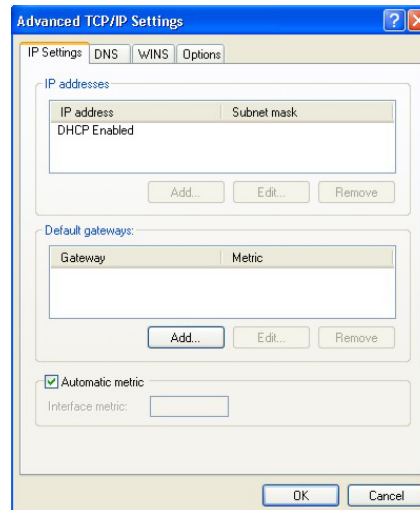 Advanced TCP/IP Settings
IP Settings DNS WINS Options
IP addresses
IP address Subnet mask
DHCP Enabled
Add... Edit... Remove
Default gateways:
Gateway Metric
Add... Edit... Remove
Automatic metric
Interface metric:
OK Cancel